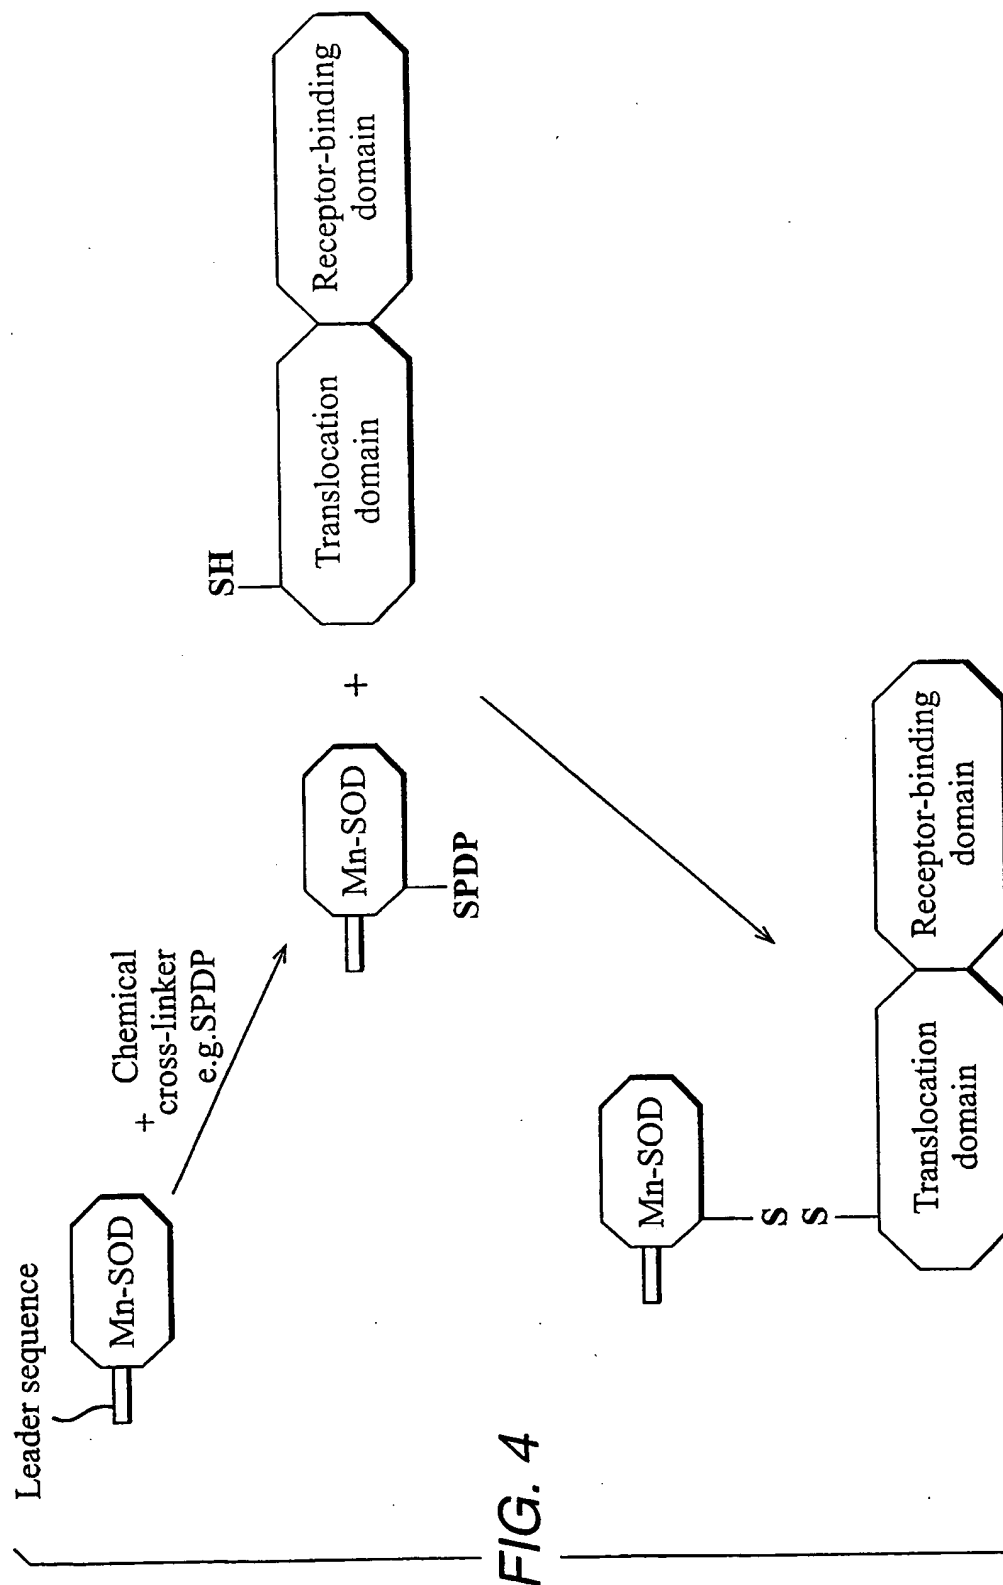 Leader sequence
Mn-SOD
+ Chemical
cross-linker
e.g.SPDP
Mn-SOD
SPDP
+
SH
Translocation
domain
Receptor-binding
domain
Mn-SOD
S
S
Translocation
domain
Receptor-binding
domain
FIG. 4